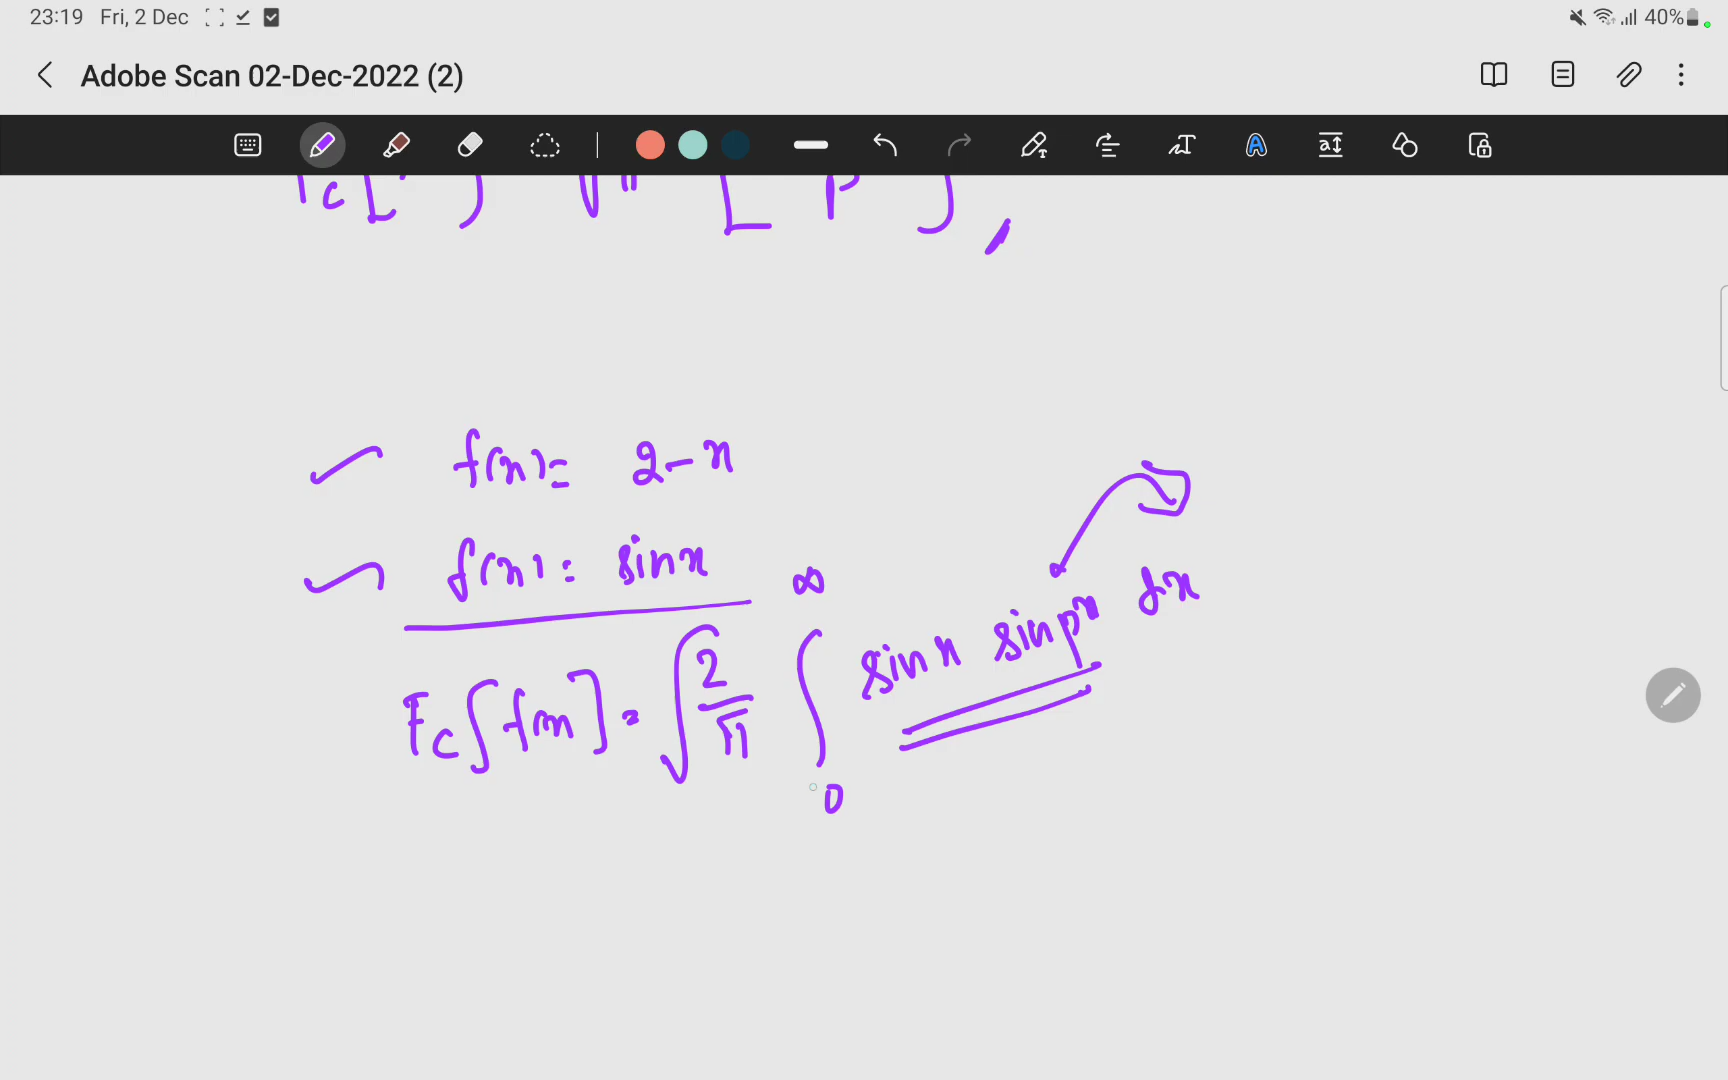 23:19 Fri, 2 Dec 40%
Adobe Scan 02-Dec-2022 (2)
f(x) = 2-x
f(x) = sinx
Fc[f(x)] = √2/π ∫0∞ sinx sinpx dx